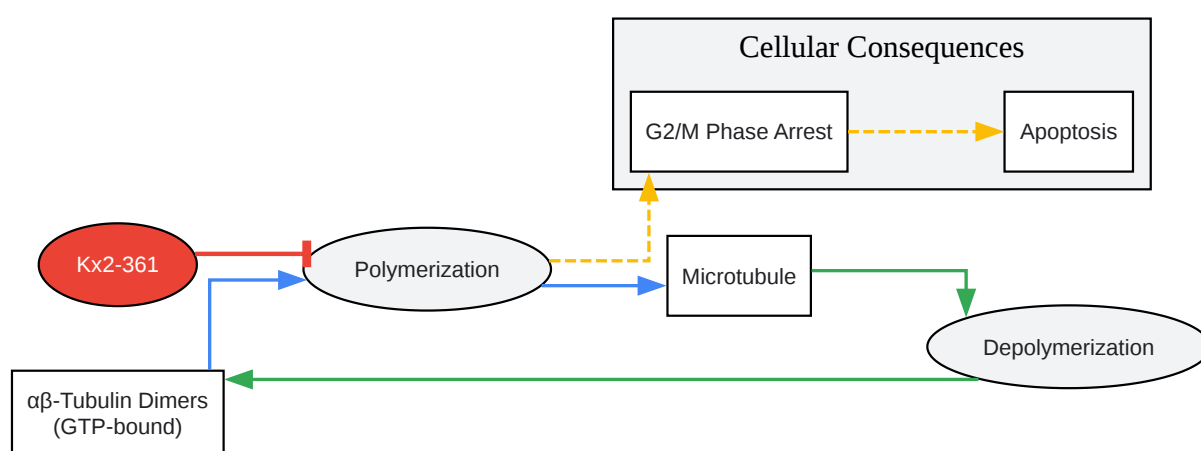 Cellular Consequences
G2/M Phase Arrest
Apoptosis
Kx2-361
Polymerization
Microtubule
Depolymerization
αβ-Tubulin Dimers
(GTP-bound)